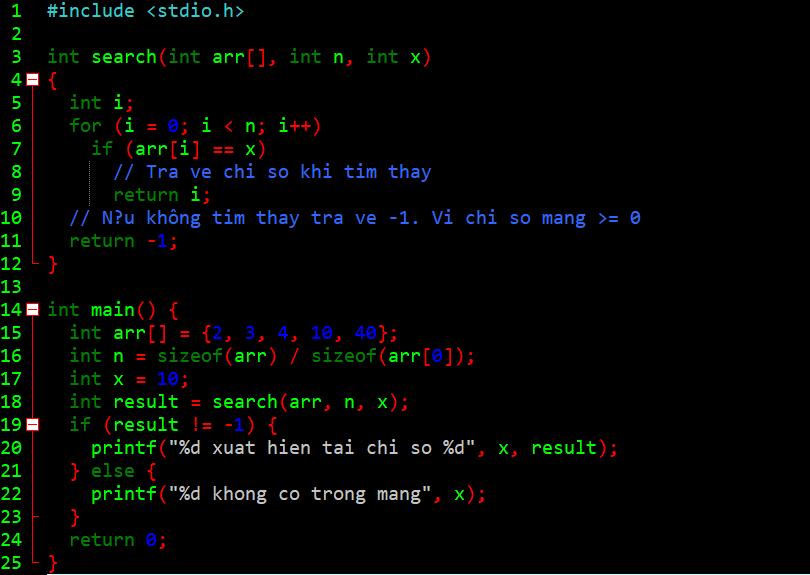 1 #include <stdio.h>
2
3 int search(int arr[], int n, int x)
4 {
5 int i;
6 for (i = 0; i < n; i++)
7 if (arr[i] == x)
8 // Tra ve chi so khi tim thay
9 return i;
10 // N?u không tim thay tra ve -1. Vi chi so mang >= 0
11 return -1;
12 }
13
14 int main() {
15 int arr[] = {2, 3, 4, 10, 40};
16 int n = sizeof(arr) / sizeof(arr[0]);
17 int x = 10;
18 int result = search(arr, n, x);
19 if (result != -1) {
20 printf("%d xuat hien tai chi so %d", x, result);
21 } else {
22 printf("%d khong co trong mang", x);
23 }
24 return 0;
25 }